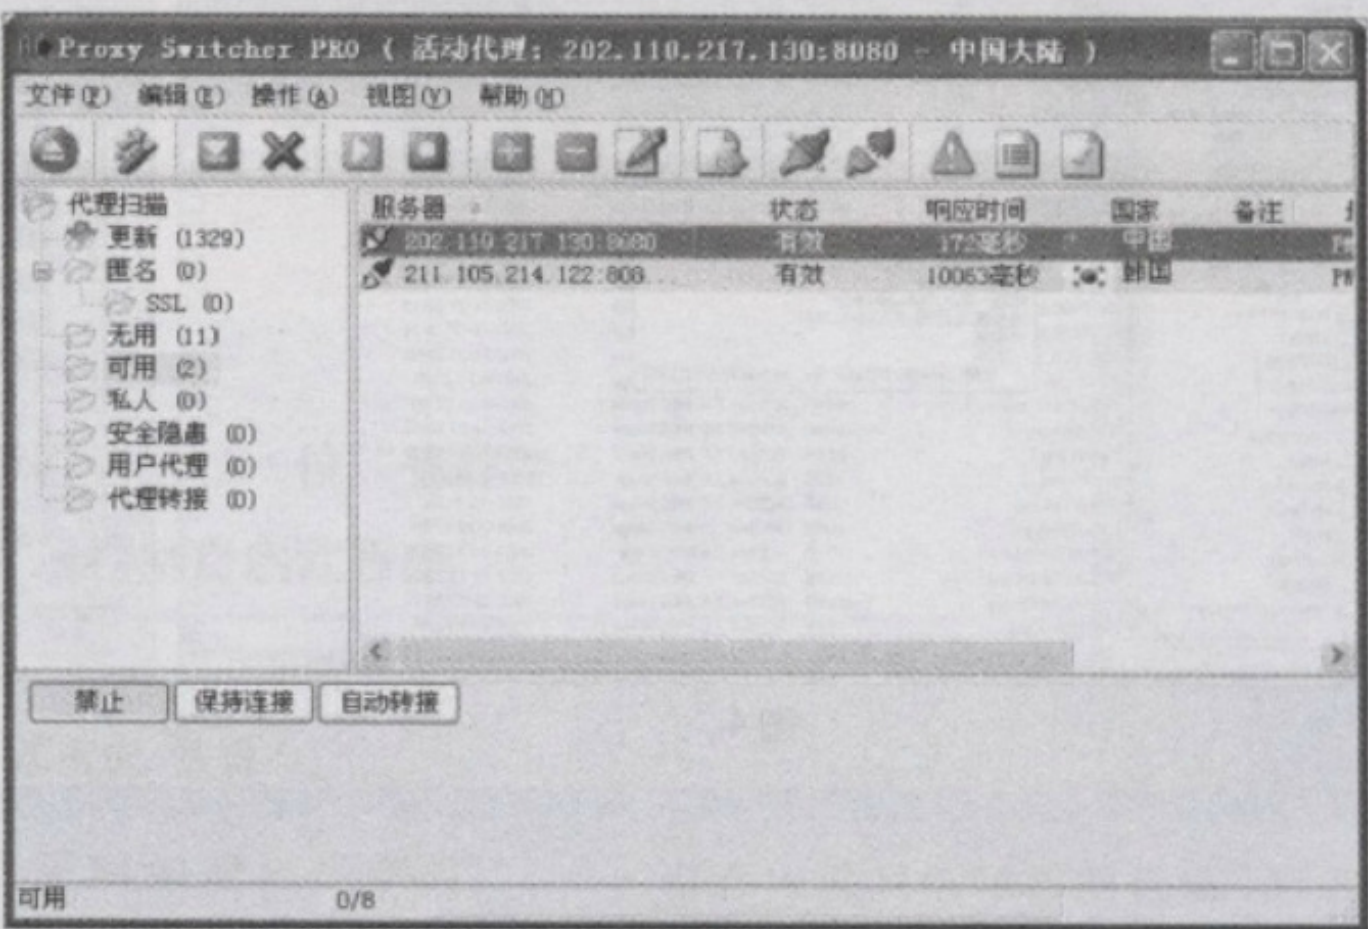 Proxy Switcher PRO ( 活动代理: 202.110.217.130:8080 - 中国大陆 )
文件(F) 编辑(E) 操作(A) 视图(V) 帮助(H)
代理扫描
更新 (1329)
匿名 (0)
SSL (0)
无用 (11)
可用 (2)
私人 (0)
安全隐患 (0)
用户代理 (0)
代理转接 (0)
服务器 状态 响应时间 国家 备注
202.110.217.130:8080 有效 172毫秒 中国
211.105.214.122:808... 有效 10063毫秒 韩国
禁止 保持连接 自动转接
可用 0/8